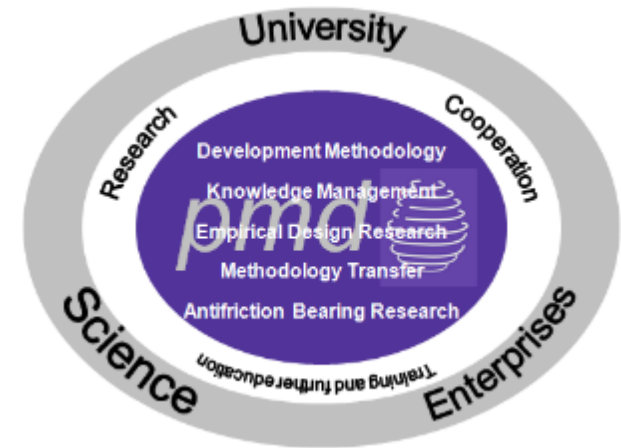 University
Research
Cooperation
Development Methodology
Knowledge Management
pmd
Empirical Design Research
Methodology Transfer
Antifriction Bearing Research
Training and further education
Science
Enterprises